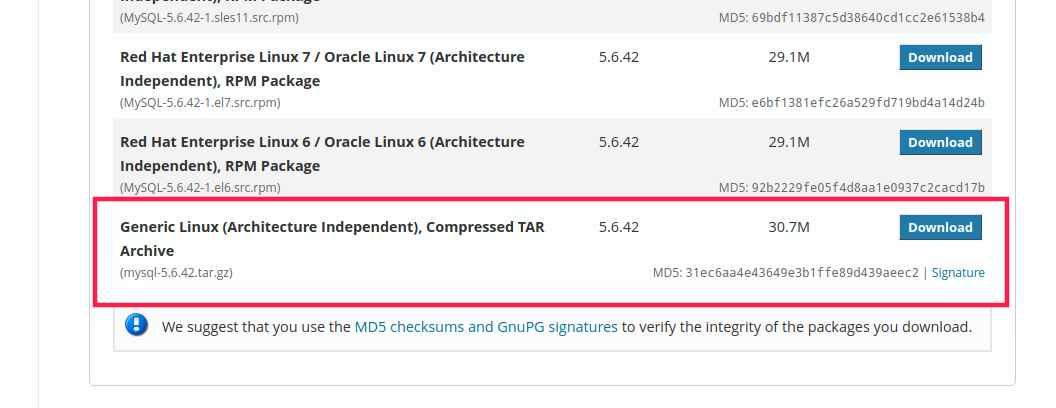 (MySQL-5.6.42-1.sles11.src.rpm) MD5: 69bdf11387c5d38640cd1cc2e61538b4
Red Hat Enterprise Linux 7 / Oracle Linux 7 (Architecture 5.6.42 29.1M Download
Independent), RPM Package
(MySQL-5.6.42-1.el7.src.rpm) MD5: e6bf1381efc26a529fd719bd4a14d24b
Red Hat Enterprise Linux 6 / Oracle Linux 6 (Architecture 5.6.42 29.1M Download
Independent), RPM Package
(MySQL-5.6.42-1.el6.src.rpm) MD5: 92b2229fe05f4d8aa1e0937c2cacd17b
Generic Linux (Architecture Independent), Compressed TAR 5.6.42 30.7M Download
Archive
(mysql-5.6.42.tar.gz) MD5: 31ec6aa4e43649e3b1ffe89d439aeec2 | Signature
We suggest that you use the MD5 checksums and GnuPG signatures to verify the integrity of the packages you download.